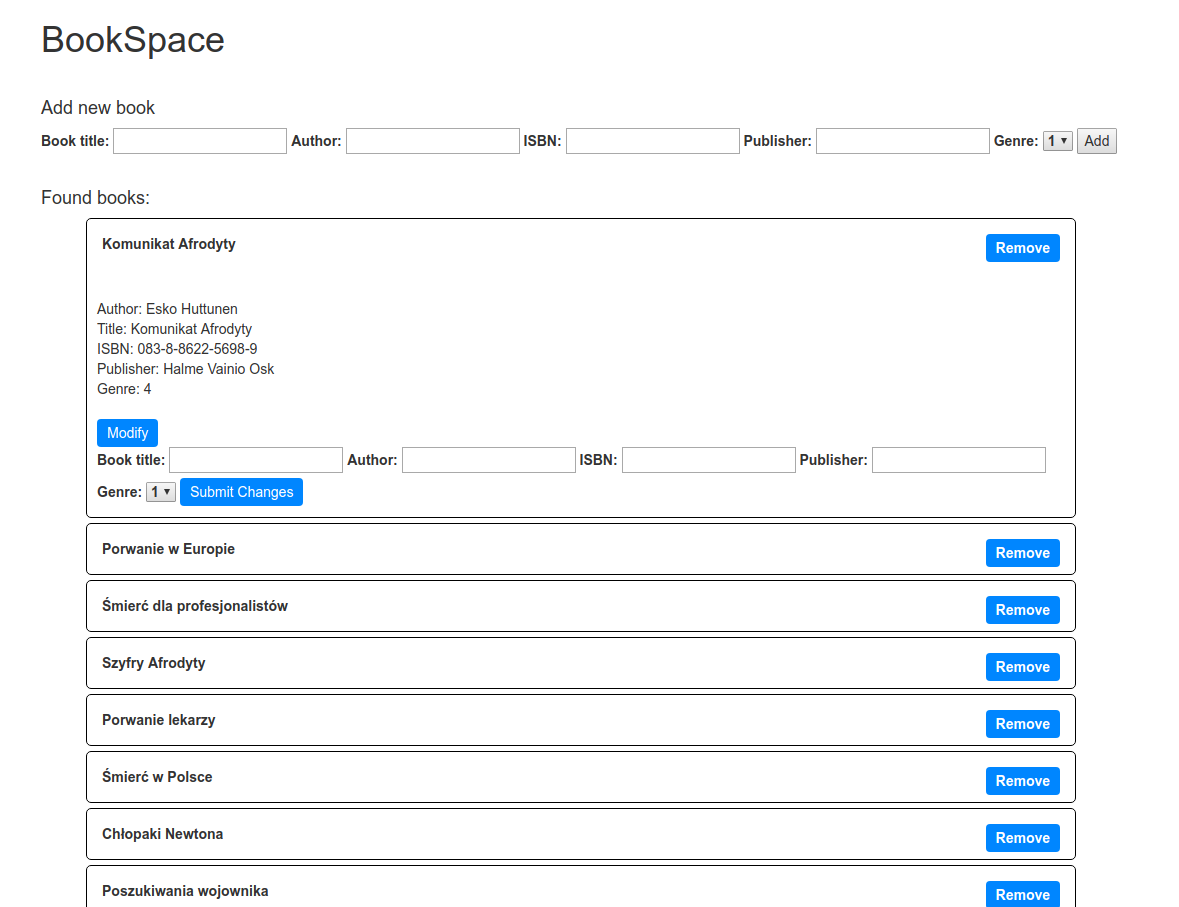 BookSpace
Add new book
Book title: Author: ISBN: Publisher: Genre: 1 Add
Found books:
Komunikat Afrodyty Remove
Author: Esko Huttunen
Title: Komunikat Afrodyty
ISBN: 083-8-8622-5698-9
Publisher: Halme Vainio Osk
Genre: 4
Modify
Book title: Author: ISBN: Publisher:
Genre: 1 Submit Changes
Porwanie w Europie Remove
Śmierć dla profesjonalistów Remove
Szyfry Afrodyty Remove
Porwanie lekarzy Remove
Śmierć w Polsce Remove
Chłopaki Newtona Remove
Poszukiwania wojownika Remove